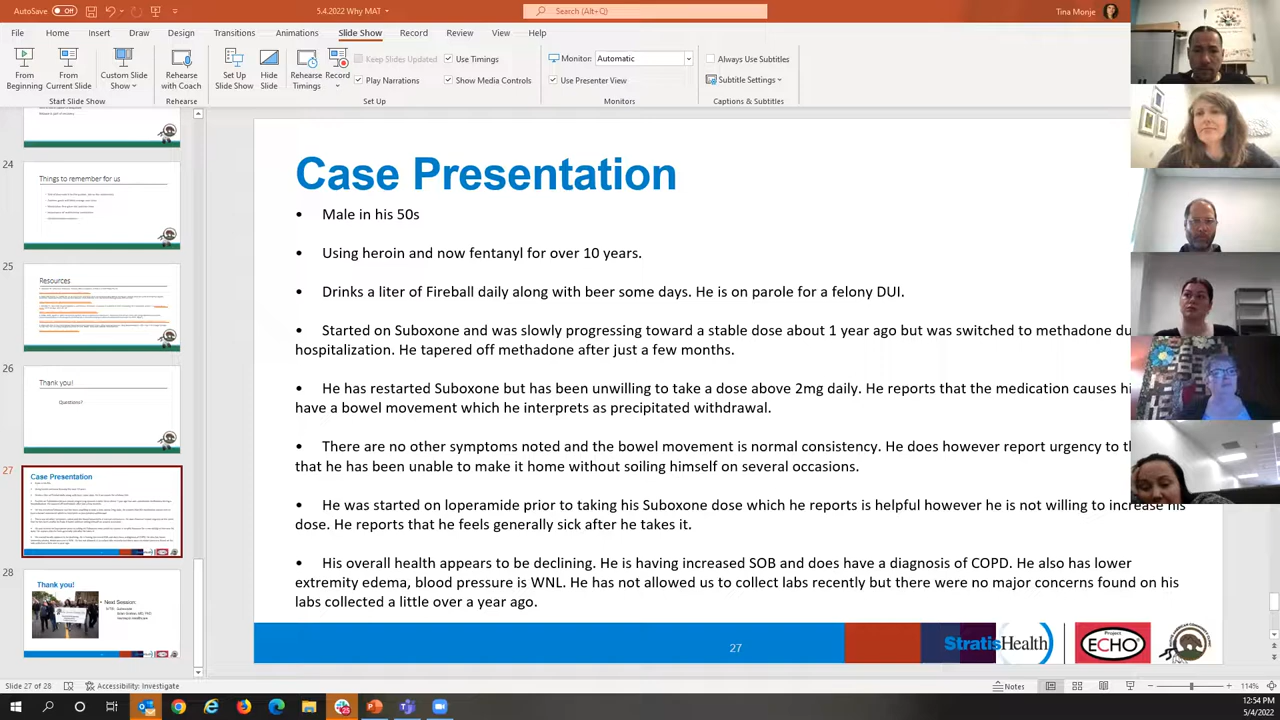 AutoSave Off 5.4.2022 Why MAT Search (Alt+Q) Tina Monje
File Home Insert Draw Design Transitions Animations Slide Show Record Review View Help
From Beginning From Current Slide Custom Slide Show Rehearse with Coach Set Up Slide Show Hide Slide Rehearse Timings Record
Keep Slides Updated Use Timings
Play Narrations Show Media Controls
Monitor: Automatic
Use Presenter View
Always Use Subtitles
Subtitle Settings
Start Slide Show Rehearse Set Up Monitors Captions & Subtitles
24
Things to remember for us
25
Resources
26
Thank you!
Questions?
27
Case Presentation
28
Thank you!
Next Session:
Case Presentation
• Male in his 50s
• Using heroin and now fentanyl for over 10 years.
• Drinks a liter of Fireball daily along with beer some days. He is on paper for a felony DUI.
• Started on Suboxone and was slowly progressing toward a stable dose about 1 year ago but was switched to methadone du
hospitalization. He tapered off methadone after just a few months.
• He has restarted Suboxone but has been unwilling to take a dose above 2mg daily. He reports that the medication causes hi
have a bowel movement which he interprets as precipitated withdrawal.
• There are no other symptoms noted and the bowel movement is normal consistency. He does however report urgency to th
that he has been unable to make it home without soiling himself on several occasions.
• He was started on loperamide prior to taking his Suboxone dose which he reports is helpful however he is not willing to increase his
dose. He reports that he feels generally sick after he takes it.
• His overall health appears to be declining. He is having increased SOB and does have a diagnosis of COPD. He also has lower
extremity edema, blood pressure is WNL. He has not allowed us to collect labs recently but there were no major concerns found on his
labs collected a little over a year ago.
27
StratisHealth
Project
ECHO
Slide 27 of 28 Accessibility: Investigate Notes 114%
12:54 PM
5/4/2022